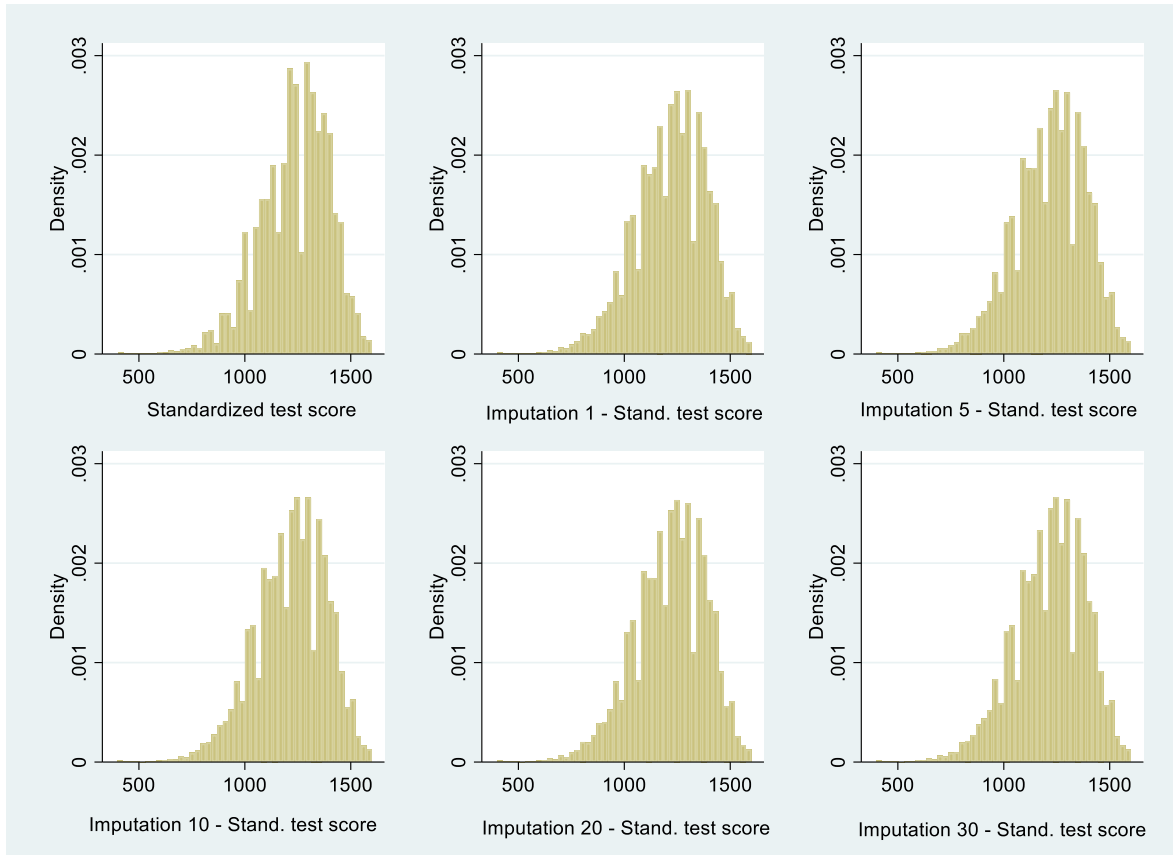 Density
.003
.002
.001
0
500 1000 1500
Standardized test score
Density
.003
.002
.001
0
500 1000 1500
Imputation 1 - Stand. test score
Density
.003
.002
.001
0
500 1000 1500
Imputation 5 - Stand. test score
Density
.003
.002
.001
0
500 1000 1500
Imputation 10 - Stand. test score
Density
.003
.002
.001
0
500 1000 1500
Imputation 20 - Stand. test score
Density
.003
.002
.001
0
500 1000 1500
Imputation 30 - Stand. test score